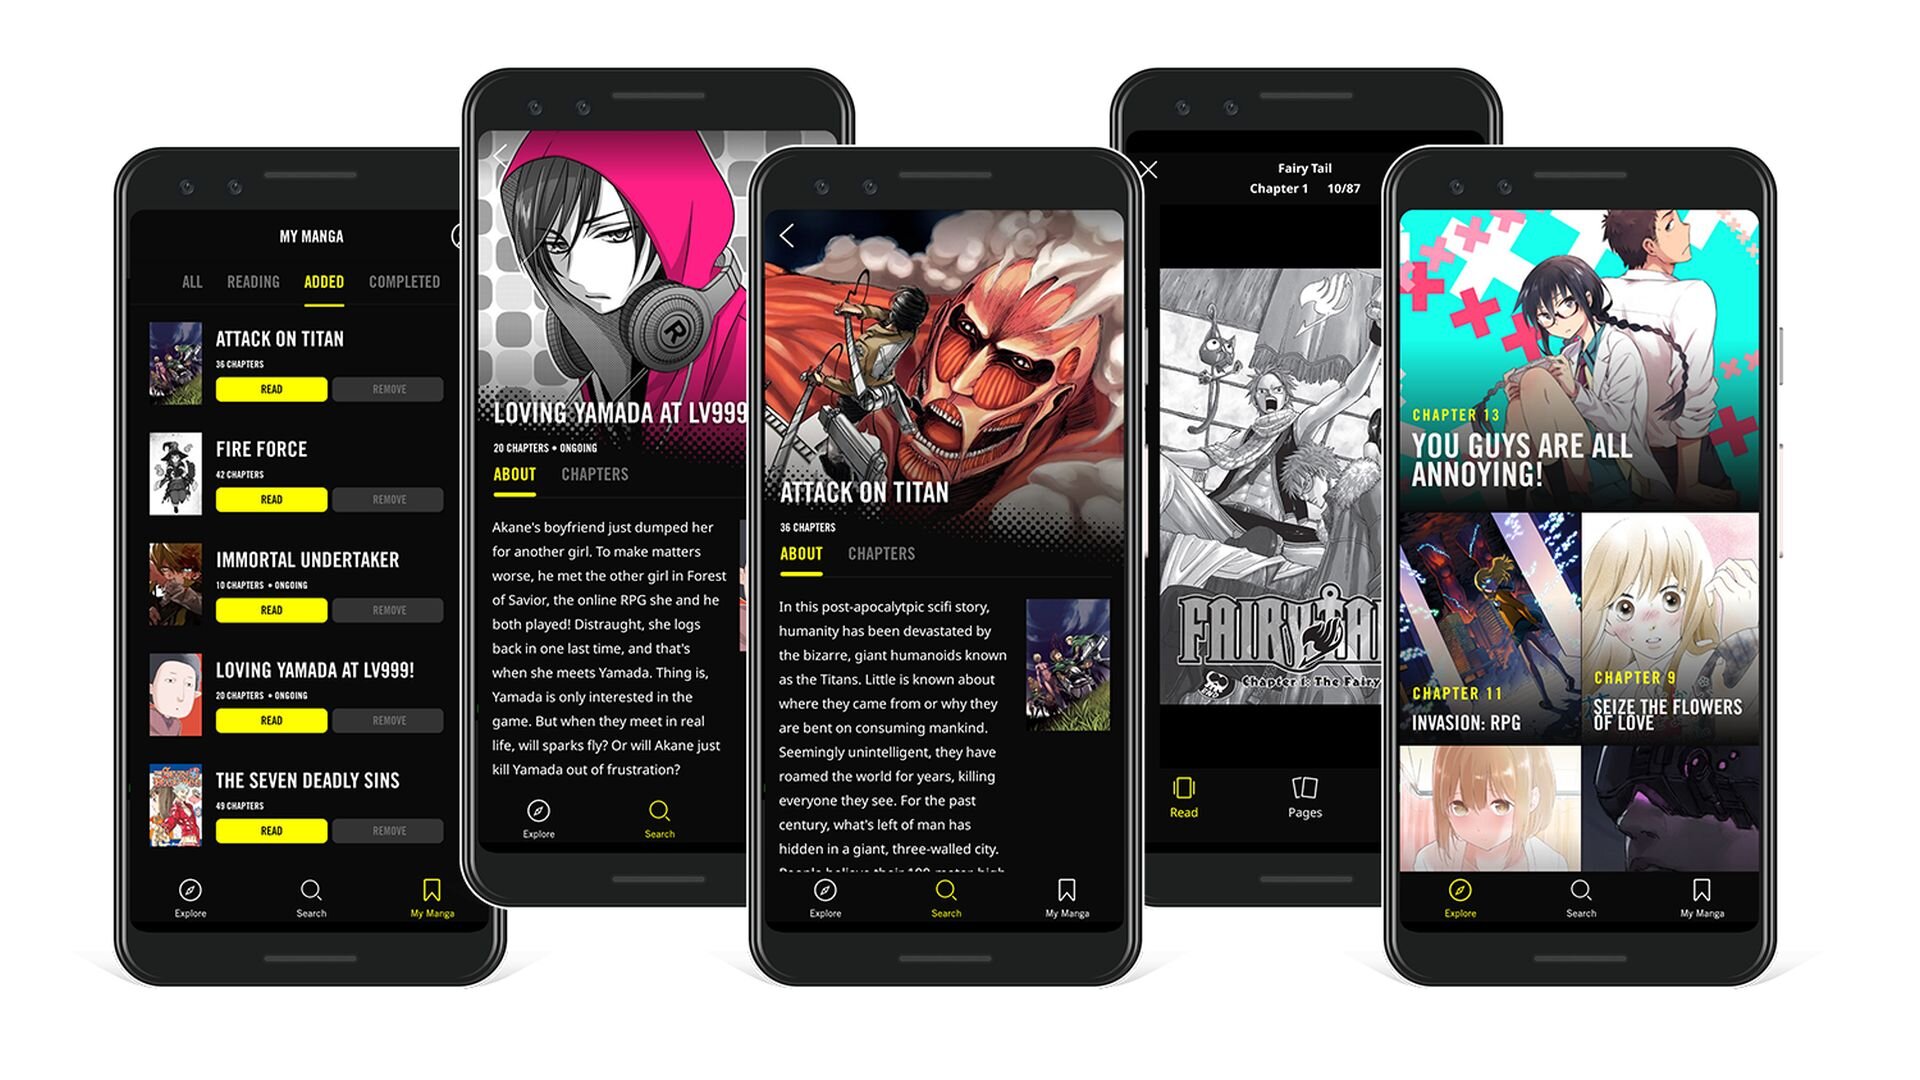 MY MANGA
ALL READING ADDED COMPLETED
ATTACK ON TITAN
36 CHAPTERS
READ REMOVE
FIRE FORCE
42 CHAPTERS
READ REMOVE
IMMORTAL UNDERTAKER
10 CHAPTERS • ONGOING
READ REMOVE
LOVING YAMADA AT LV999!
20 CHAPTERS • ONGOING
READ REMOVE
THE SEVEN DEADLY SINS
49 CHAPTERS
READ REMOVE
Explore Search My Manga
R
LOVING YAMADA AT LV999
20 CHAPTERS • ONGOING
ABOUT CHAPTERS
Akane's boyfriend just dumped her
for another girl. To make matters
worse, he met the other girl in Forest
of Savior, the online RPG she and he
both played! Distraught, she logs
back in one last time, and that's
when she meets Yamada. Thing is,
Yamada is only interested in the
game. But when they meet in real
life, will sparks fly? Or will Akane just
kill Yamada out of frustration?
Explore Search
ATTACK ON TITAN
36 CHAPTERS
ABOUT CHAPTERS
In this post-apocalytpic scifi story,
humanity has been devastated by
the bizarre, giant humanoids known
as the Titans. Little is known about
where they came from or why they
are bent on consuming mankind.
Seemingly unintelligent, they have
roamed the world for years, killing
everyone they see. For the past
century, what's left of man has
hidden in a giant, three-walled city.
People believe their 100-meter-high
Explore Search My Manga
Fairy Tail
Chapter 1 10/87
FAIRY TAI
Chapter 1: The Fairy
Read Pages
CHAPTER 13
YOU GUYS ARE ALL
ANNOYING!
CHAPTER 11
INVASION: RPG
CHAPTER 9
SEIZE THE FLOWERS
OF LOVE
Explore Search My Manga